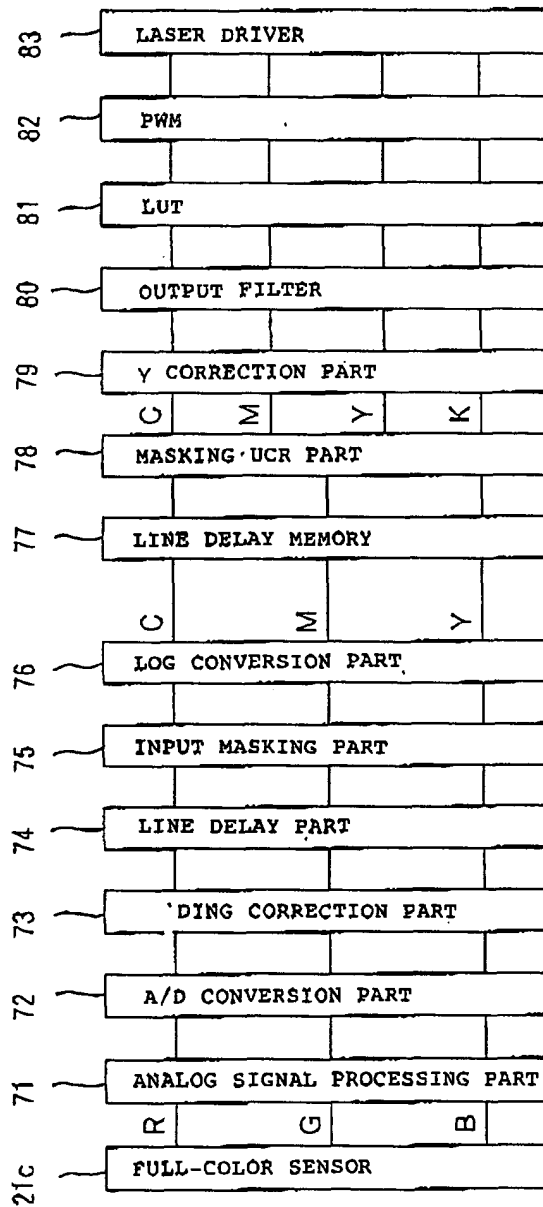 83 LASER DRIVER
82 PWM
81 LUT
80 OUTPUT FILTER
79 Y CORRECTION PART
C M Y K
78 MASKING·UCR PART
77 LINE DELAY MEMORY
C M Y
76 LOG CONVERSION PART
75 INPUT MASKING PART
74 LINE DELAY PART
73 DING CORRECTION PART
72 A/D CONVERSION PART
71 ANALOG SIGNAL PROCESSING PART
R G B
21c FULL-COLOR SENSOR